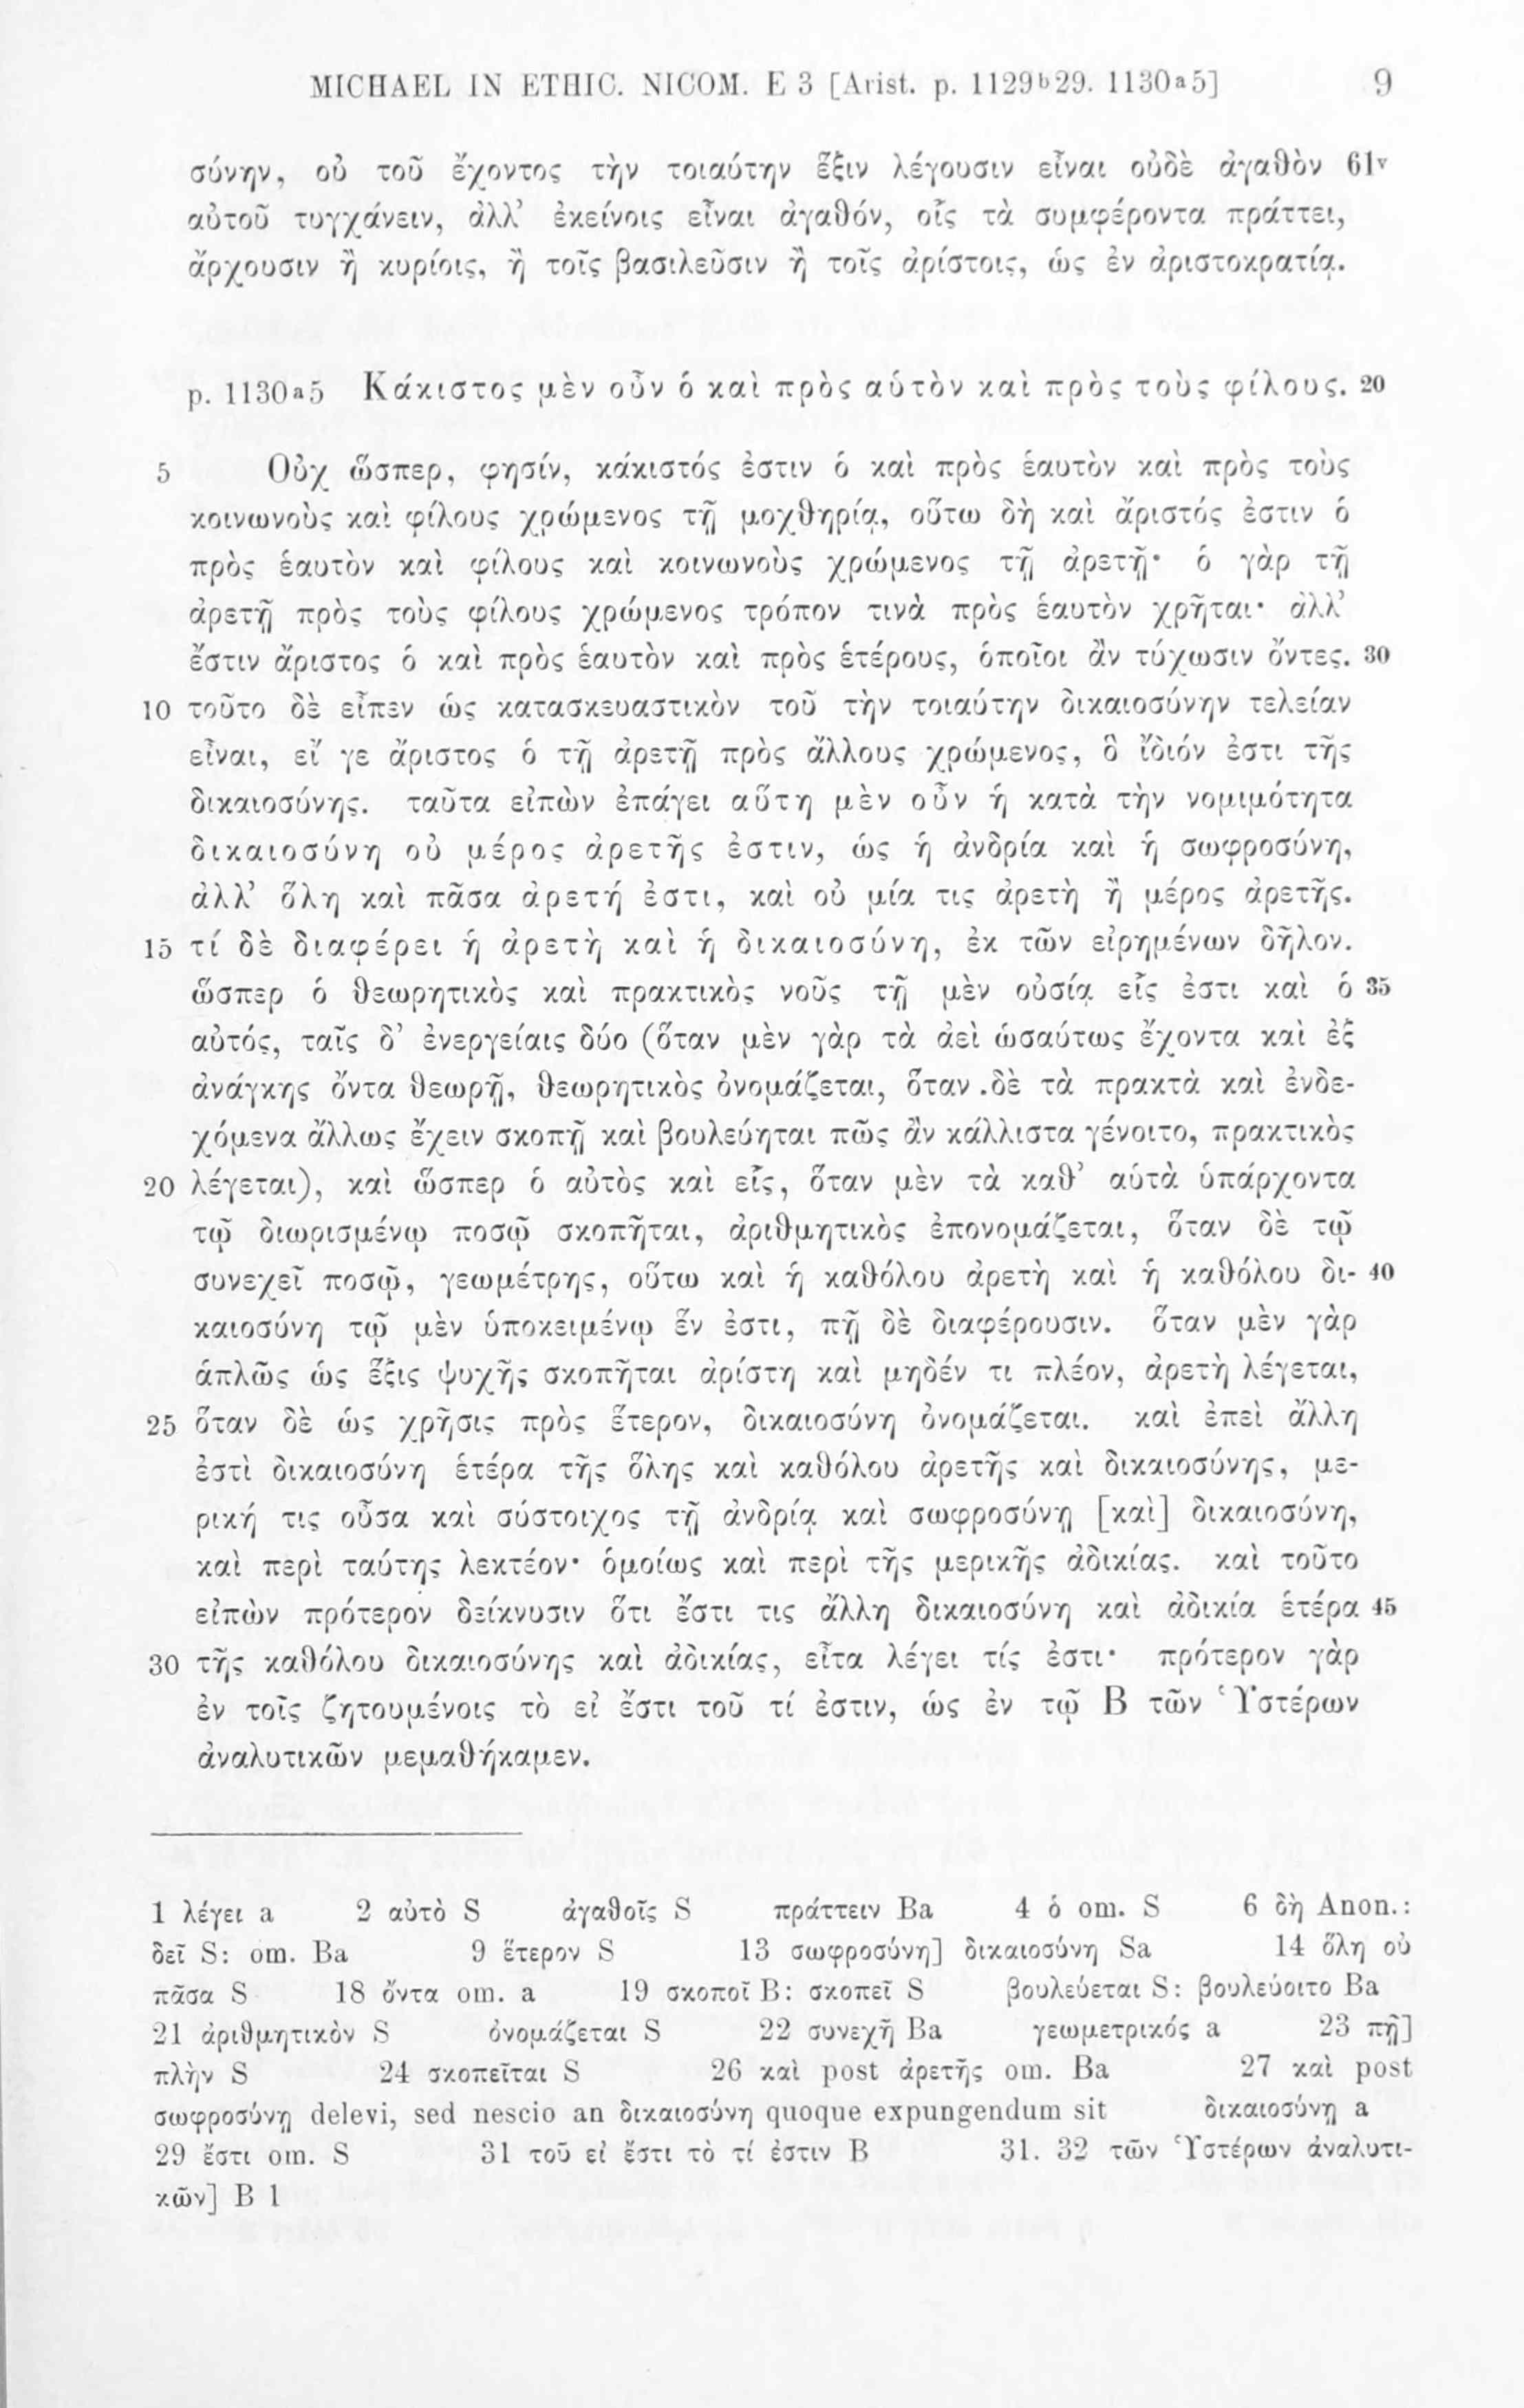 MICHAEL IN ETHIC. NICOM. E 3 [Arist. p. 1129b29. 1130a5] 9
σύνην, οὐ τοῦ ἔχοντος τὴν τοιαύτην ἕξιν λέγουσιν εἶναι οὐδὲ ἀγαθὸν 61v
αὐτοῦ τυγχάνειν, ἀλλ’ ἐκείνοις εἶναι ἀγαθόν, οἷς τὰ συμφέροντα πράττει,
ἄρχουσιν ἢ κυρίοις, ἢ τοῖς βασιλεῦσιν ἢ τοῖς ἀρίστοις, ὡς ἐν ἀριστοκρατίᾳ.
p. 1130a5 Κάκιστος μὲν οὖν ὁ καὶ πρὸς αὑτὸν καὶ πρὸς τοὺς φίλους. 20
5 Οὐχ ὥσπερ, φησίν, κάκιστός ἐστιν ὁ καὶ πρὸς ἑαυτὸν καὶ πρὸς τοὺς
κοινωνοὺς καὶ φίλους χρώμενος τῇ μοχθηρίᾳ, οὕτω δὴ καὶ ἄριστός ἐστιν ὁ
πρὸς ἑαυτὸν καὶ φίλους καὶ κοινωνοὺς χρώμενος τῇ ἀρετῇ· ὁ γὰρ τῇ
ἀρετῇ πρὸς τοὺς φίλους χρώμενος τρόπον τινὰ πρὸς ἑαυτὸν χρῆται· ἀλλ’
ἔστιν ἄριστος ὁ καὶ πρὸς ἑαυτὸν καὶ πρὸς ἑτέρους, ὁποῖοι ἂν τύχωσιν ὄντες. 30
10 τοῦτο δὲ εἶπεν ὡς κατασκευαστικὸν τοῦ τὴν τοιαύτην δικαιοσύνην τελείαν
εἶναι, εἴ γε ἄριστος ὁ τῇ ἀρετῇ πρὸς ἄλλους χρώμενος, ὃ ἴδιόν ἐστι τῆς
δικαιοσύνης. ταῦτα εἰπὼν ἐπάγει αὕτη μὲν οὖν ἡ κατὰ τὴν νομιμότητα
δικαιοσύνη οὐ μέρος ἀρετῆς ἐστιν, ὡς ἡ ἀνδρία καὶ ἡ σωφροσύνη,
ἀλλ’ ὅλη καὶ πᾶσα ἀρετή ἐστι, καὶ οὐ μία τις ἀρετὴ ἢ μέρος ἀρετῆς.
15 τί δὲ διαφέρει ἡ ἀρετὴ καὶ ἡ δικαιοσύνη, ἐκ τῶν εἰρημένων δῆλον.
ὥσπερ ὁ θεωρητικὸς καὶ πρακτικὸς νοῦς τῇ μὲν οὐσίᾳ εἷς ἐστι καὶ ὁ 35
αὐτός, ταῖς δ’ ἐνεργείαις δύο (ὅταν μὲν γὰρ τὰ ἀεὶ ὡσαύτως ἔχοντα καὶ ἐξ
ἀνάγκης ὄντα θεωρῇ, θεωρητικὸς ὀνομάζεται, ὅταν .δὲ τὰ πρακτὰ καὶ ἐνδε-
χόμενα ἄλλως ἔχειν σκοπῇ καὶ βουλεύηται πῶς ἂν κάλλιστα γένοιτο, πρακτικὸς
20 λέγεται), καὶ ὥσπερ ὁ αὐτὸς καὶ εἷς, ὅταν μὲν τὰ καθ’ αὑτὰ ὑπάρχοντα
τῷ διωρισμένῳ ποσῷ σκοπῆται, ἀριθμητικὸς ἐπονομάζεται, ὅταν δὲ τῷ
συνεχεῖ ποσῷ, γεωμέτρης, οὕτω καὶ ἡ καθόλου ἀρετὴ καὶ ἡ καθόλου δι- 40
καιοσύνη τῷ μὲν ὑποκειμένῳ ἕν ἐστι, πῇ δὲ διαφέρουσιν. ὅταν μὲν γὰρ
ἁπλῶς ὡς ἕξις ψυχῆς σκοπῆται ἀρίστη καὶ μηδέν τι πλέον, ἀρετὴ λέγεται,
25 ὅταν δὲ ὡς χρῆσις πρὸς ἕτερον, δικαιοσύνη ὀνομάζεται. καὶ ἐπεὶ ἄλλη
ἐστὶ δικαιοσύνη ἑτέρα τῆς ὅλης καὶ καθόλου ἀρετῆς καὶ δικαιοσύνης, με-
ρική τις οὖσα καὶ σύστοιχος τῇ ἀνδρίᾳ καὶ σωφροσύνῃ [καὶ] δικαιοσύνη,
καὶ περὶ ταύτης λεκτέον· ὁμοίως καὶ περὶ τῆς μερικῆς ἀδικίας. καὶ τοῦτο
εἰπὼν πρότερον δείκνυσιν ὅτι ἔστι τις ἄλλη δικαιοσύνη καὶ ἀδικία ἑτέρα 45
30 τῆς καθόλου δικαιοσύνης καὶ ἀδικίας, εἶτα λέγει τίς ἐστι· πρότερον γὰρ
ἐν τοῖς ζητουμένοις τὸ εἰ ἔστι τοῦ τί ἐστιν, ὡς ἐν τῷ Β τῶν Ὑστέρων
ἀναλυτικῶν μεμαθήκαμεν.
1 λέγει a 2 αὐτὸ S ἀγαθοῖς S πράττειν Ba 4 ὁ om. S 6 δὴ Anon.:
δεῖ S: om. Ba 9 ἕτερον S 13 σωφροσύνη] δικαιοσύνη Sa 14 ὅλη οὐ
πᾶσα S 18 ὄντα om. a 19 σκοποῖ B: σκοπεῖ S βουλεύεται S: βουλεύοιτο Ba
21 ἀριθμητικὸν S ὀνομάζεται S 22 συνεχῆ Ba γεωμετρικός a 23 πῇ]
πλὴν S 24 σκοπεῖται S 26 καὶ post ἀρετῆς om. Ba 27 καὶ post
σωφροσύνῃ delevi, sed nescio an δικαιοσύνη quoque expungendum sit δικαιοσύνῃ a
29 ἔστι om. S 31 τοῦ εἰ ἔστι τὸ τί ἐστιν B 31. 32 τῶν Ὑστέρων ἀναλυτι-
κῶν] B 1